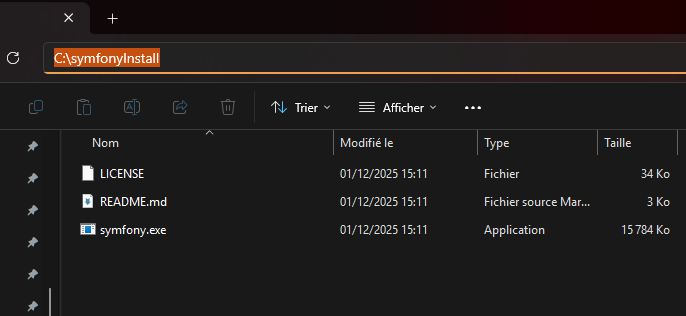 C:\symfonyInstall
Trier Afficher
Nom Modifié le Type Taille
LICENSE 01/12/2025 15:11 Fichier 34 Ko
README.md 01/12/2025 15:11 Fichier source Mar... 3 Ko
symfony.exe 01/12/2025 15:11 Application 15 784 Ko